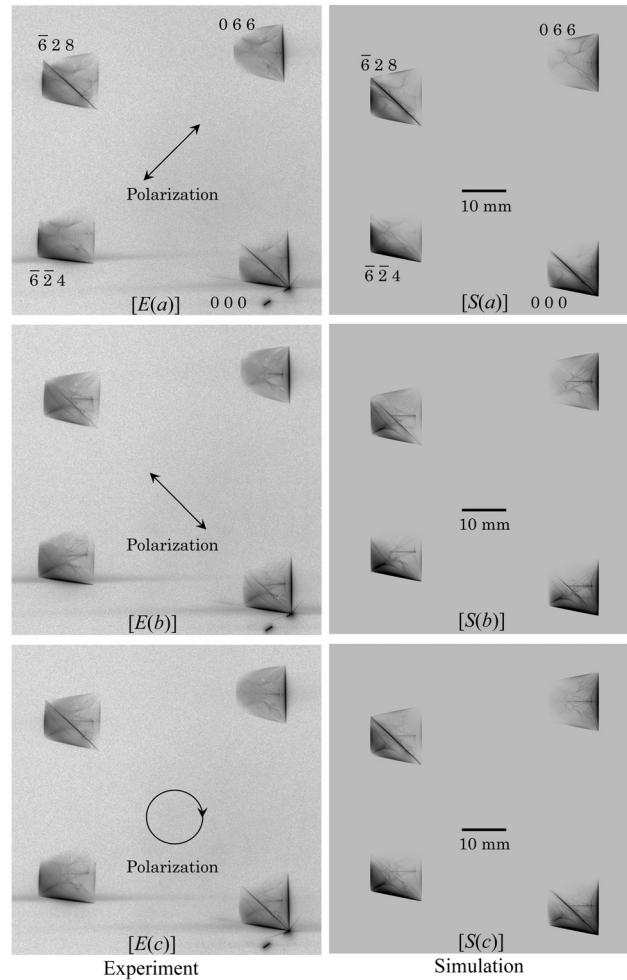 0 6 6
6̅ 2 8
Polarization
6̅ 2̅ 4
0 0 0
[E(a)]
0 6 6
6̅ 2 8
10 mm
6̅ 2̅ 4
0 0 0
[S(a)]
Polarization
[E(b)]
10 mm
[S(b)]
Polarization
[E(c)]
10 mm
[S(c)]
Experiment
Simulation